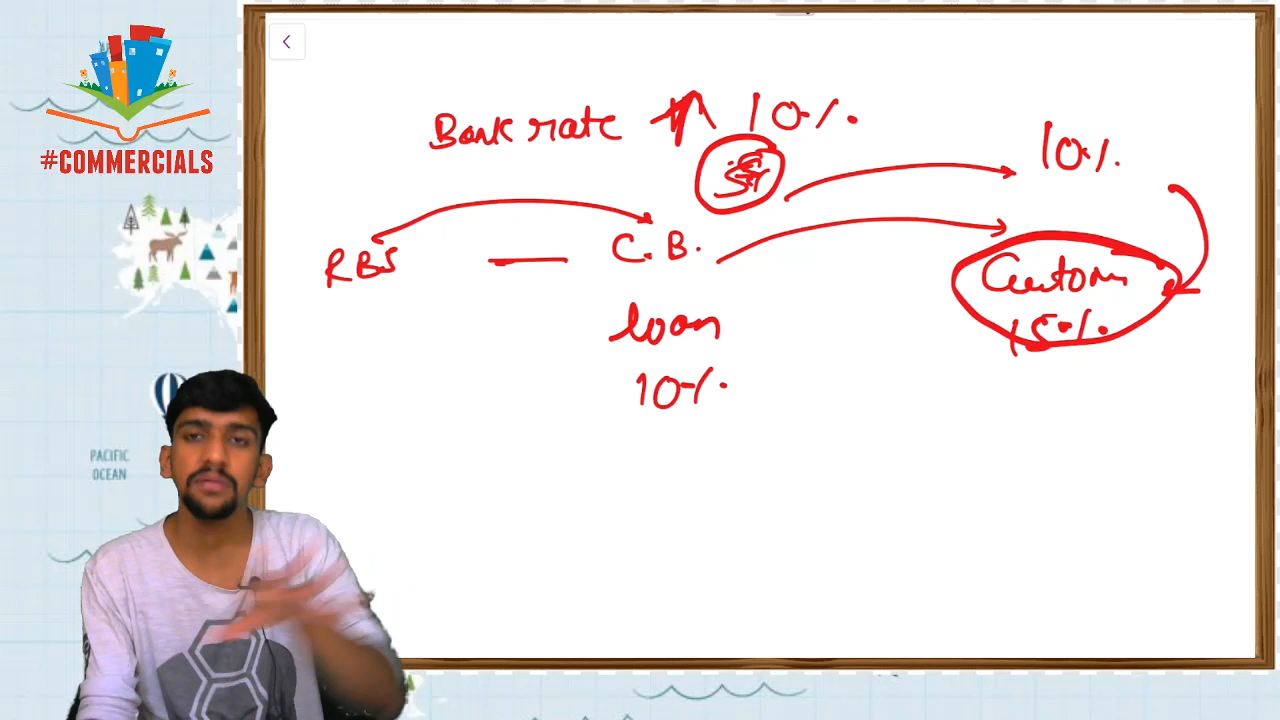 #COMMERCIALS
Bank rate 10%.
10%.
RBI C.B.
Custom
15%.
loan
10%.
PACIFIC
OCEAN